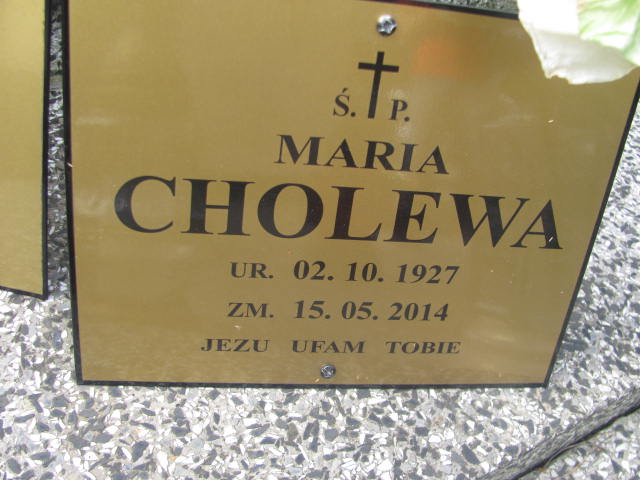 Ś. P.
MARIA
CHOLEWA
UR. 02. 10. 1927
ZM. 15. 05. 2014
JEZU UFAM TOBIE